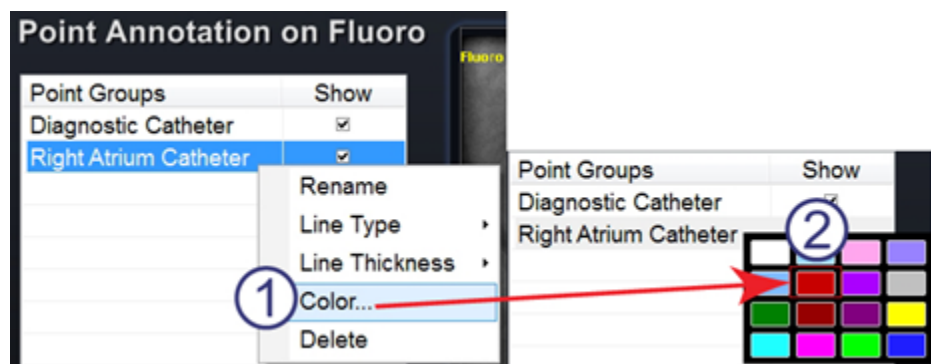 Point Annotation on Fluoro
Fluoro
Point Groups Show
Diagnostic Catheter
Right Atrium Catheter
Rename
Line Type
Line Thickness
1
Color...
Delete
Point Groups Show
Diagnostic Catheter
2
Right Atrium Catheter